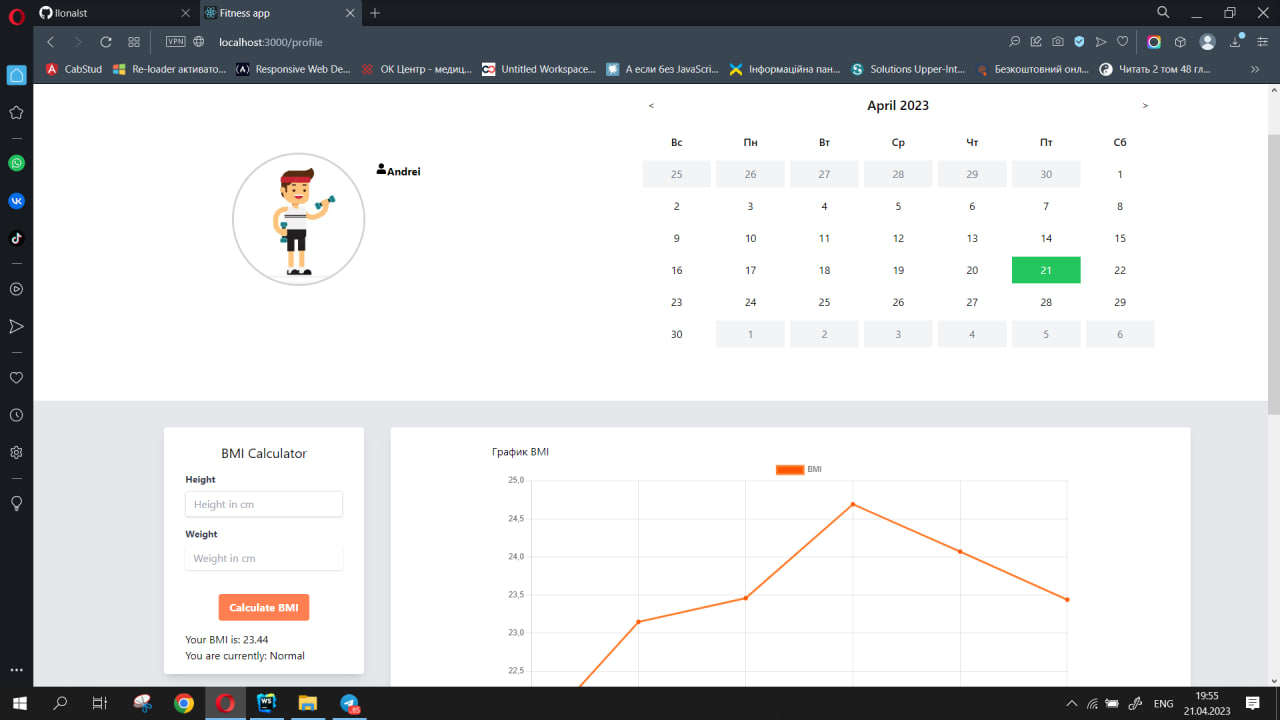 Ilonalst
Fitness app
VPN
localhost:3000/profile
CabStud
Re-loader активато...
Responsive Web De...
ОК Центр - медиц...
Untitled Workspace...
А если без JavaScri...
Інформаційна пан...
Solutions Upper-Int...
Безкоштовний онл...
Читать 2 том 48 гл...
< April 2023 >
Вс Пн Вт Ср Чт Пт Сб
25 26 27 28 29 30 1
2 3 4 5 6 7 8
9 10 11 12 13 14 15
16 17 18 19 20 21 22
23 24 25 26 27 28 29
30 1 2 3 4 5 6
Andrei
BMI Calculator
Height
Height in cm
Weight
Weight in cm
Calculate BMI
Your BMI is: 23.44
You are currently: Normal
График BMI
BMI
25,0
24,5
24,0
23,5
23,0
22,5
WS
ENG
19:55
21.04.2023